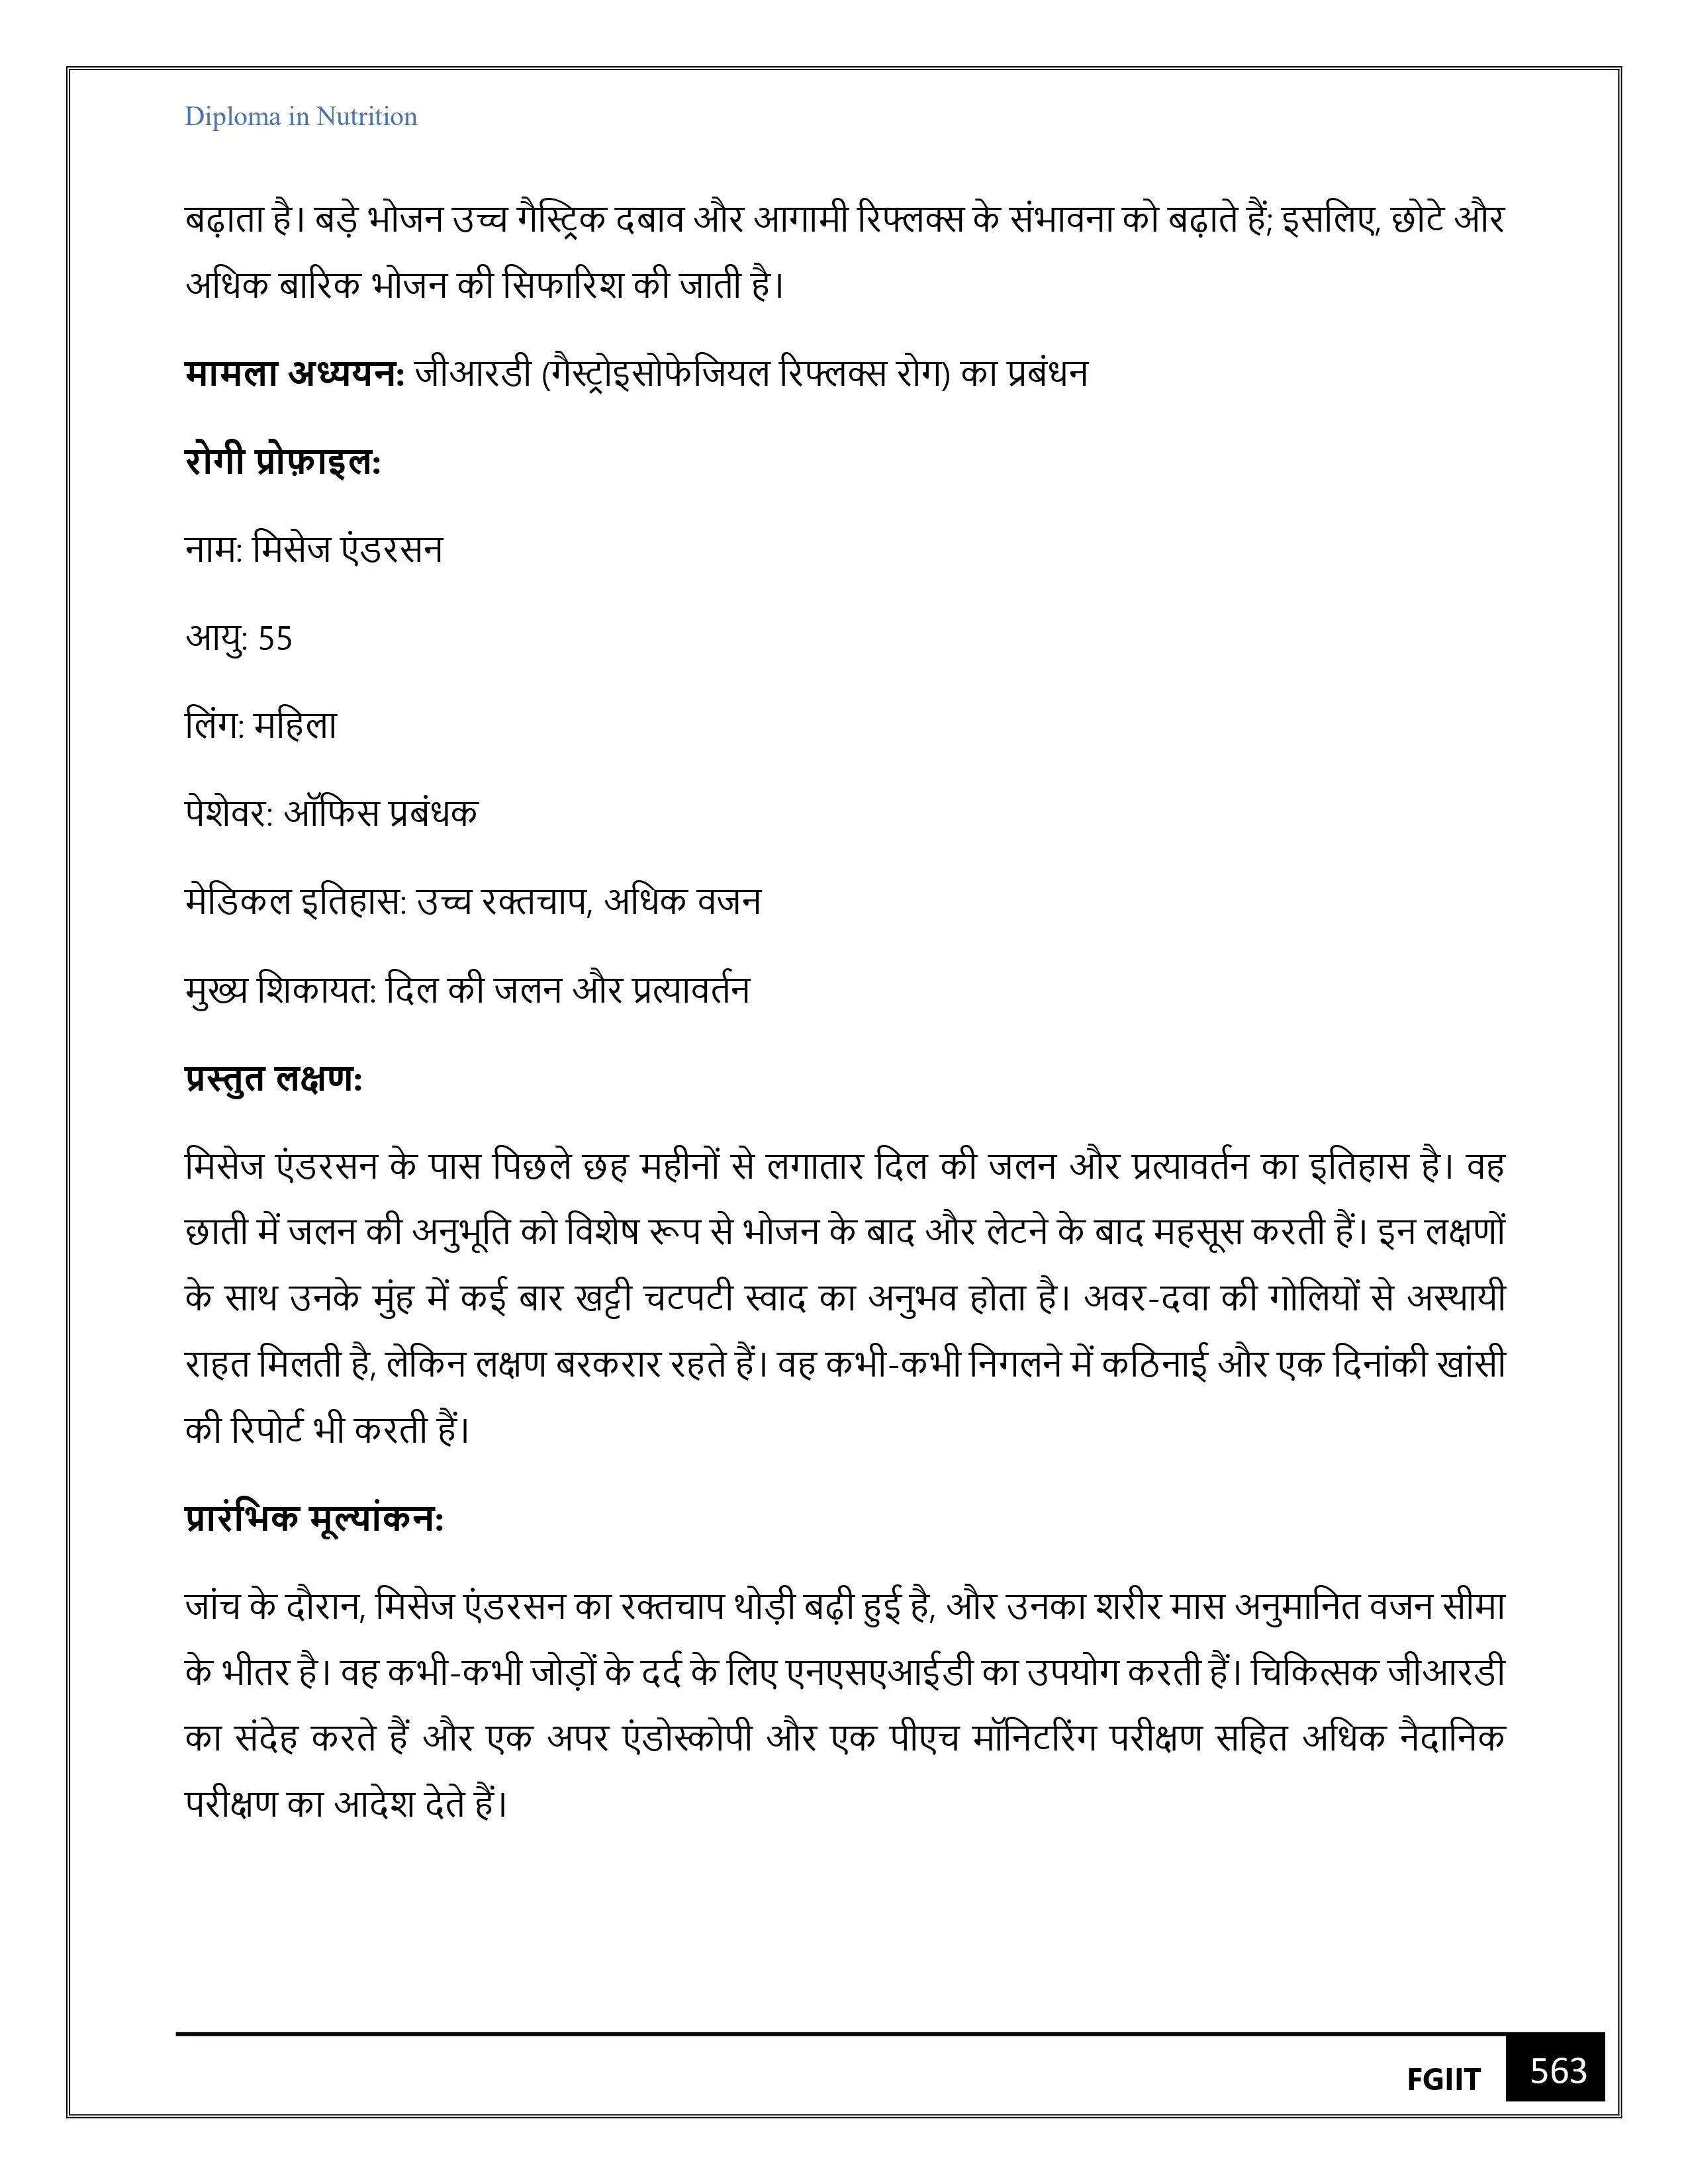 Diploma in Nutrition
बढ़ाता है। बड़े भोजन उच्च गैस्ट्रिक दबाव और आगामी रिफ्लक्स के संभावना को बढ़ाते हैं; इसलिए, छोटे और
अधिक बारिक भोजन की सिफारिश की जाती है।
मामला अध्ययन: जीआरडी (गैस्ट्रोइसोफेजियल रिफ्लक्स रोग) का प्रबंधन
रोगी प्रोफ़ाइल:
नाम: मिसेज एंडरसन
आयु: 55
लिंग: महिला
पेशेवर: ऑफिस प्रबंधक
मेडिकल इतिहास: उच्च रक्तचाप, अधिक वजन
मुख्य शिकायत: दिल की जलन और प्रत्यावर्तन
प्रस्तुत लक्षण:
मिसेज एंडरसन के पास पिछले छह महीनों से लगातार दिल की जलन और प्रत्यावर्तन का इतिहास है। वह
छाती में जलन की अनुभूति को विशेष रूप से भोजन के बाद और लेटने के बाद महसूस करती हैं। इन लक्षणों
के साथ उनके मुंह में कई बार खट्टी चटपटी स्वाद का अनुभव होता है। अवर-दवा की गोलियों से अस्थायी
राहत मिलती है, लेकिन लक्षण बरकरार रहते हैं। वह कभी-कभी निगलने में कठिनाई और एक दिनांकी खांसी
की रिपोर्ट भी करती हैं।
प्रारंभिक मूल्यांकन:
जांच के दौरान, मिसेज एंडरसन का रक्तचाप थोड़ी बढ़ी हुई है, और उनका शरीर मास अनुमानित वजन सीमा
के भीतर है। वह कभी-कभी जोड़ों के दर्द के लिए एनएसएआईडी का उपयोग करती हैं। चिकित्सक जीआरडी
का संदेह करते हैं और एक अपर एंडोस्कोपी और एक पीएच मॉनिटरिंग परीक्षण सहित अधिक नैदानिक
परीक्षण का आदेश देते हैं।
FGIIT 563